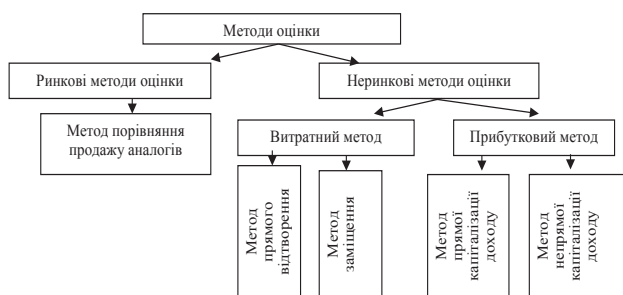 Методи оцінки
Ринкові методи оцінки
Неринкові методи оцінки
Метод порівняння
продажу аналогів
Витратний метод
Прибутковий метод
Метод
прямого
відтворення
Метод
заміщення
Метод
прямої
капіталізації
доходу
Метод
непрямої
капіталізації
доходу